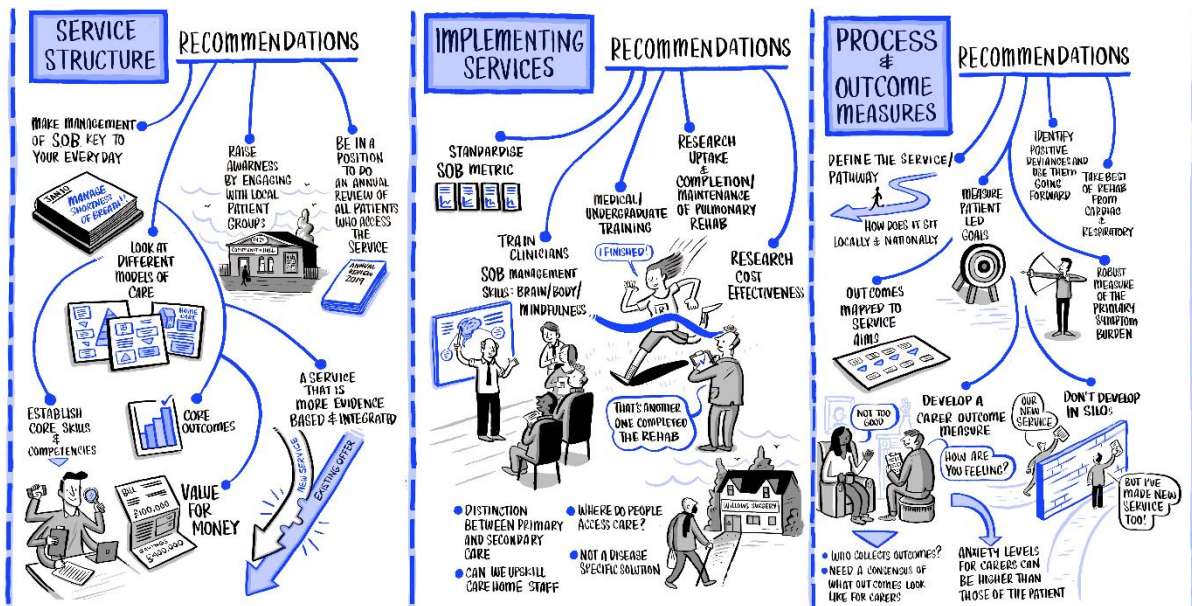 SERVICE
STRUCTURE
RECOMMENDATIONS
MAKE MANAGEMENT
OF SOB KEY TO
YOUR EVERYDAY
JAN 10
MANAGE
SHORTNESS
OF BREATH!!
RAISE
AWARNESS
BY ENGAGING
WITH LOCAL
PATIENT
GROUPS
COMMUNITY HALL
BE IN A
POSITION
TO DO
AN ANNUAL
REVIEW OF
ALL PATIENTS
WHO ACCESS
THE
SERVICE
ANNUAL
REVIEW
2019
LOOK AT
DIFFERENT
MODELS OF
CARE
HOME
CARE
ESTABLISH
CORE SKILLS
&
COMPETENCIES
CORE
OUTCOMES
A SERVICE
THAT IS
MORE EVIDENCE
BASED & INTEGRATED
NEW SERVICE
EXISTING OFFER
VALUE
FOR
MONEY
BILL
£100,000
SAVINGS
£400,000
IMPLEMENTING
SERVICES
RECOMMENDATIONS
STANDARDISE
SOB METRIC
TRAIN
CLINICIANS
SOB MANAGEMENT
SKILLS: BRAIN/BODY/
MINDFULNESS
MEDICAL/
UNDERGRADUATE
TRAINING
RESEARCH
UPTAKE
&
COMPLETION/
MAINTENANCE
OF PULMONARY
REHAB
I FINISHED!
RESEARCH
COST
EFFECTIVENESS
THAT'S ANOTHER
ONE COMPLETED
THE REHAB
DISTINCTION
BETWEEN PRIMARY
AND SECONDARY
CARE
CAN WE UPSKILL
CARE HOME STAFF
WHERE DO PEOPLE
ACCESS CARE?
NOT A DISEASE
SPECIFIC SOLUTION
WILLOWS SURGERY
PROCESS
&
OUTCOME
MEASURES
RECOMMENDATIONS
DEFINE THE SERVICE/
PATHWAY
HOW DOES IT SIT
LOCALLY & NATIONALLY
MEASURE
PATIENT
LED
GOALS
IDENTIFY
POSITIVE
DEVIANCES AND
USE THEM
GOING
FORWARD
TAKE BEST
OF REHAB
FROM
CARDIAC
&
RESPIRATORY
OUTCOMES
MAPPED TO
SERVICE
AIMS
ROBUST
MEASURE
OF THE
PRIMARY
SYMPTOM
BURDEN
DEVELOP A
CARER OUTCOME
MEASURE
NOT TOO
GOOD
HOW ARE
YOU FEELING?
DON'T DEVELOP
IN SILOs
OUR
NEW
SERVICE
BUT I'VE
MADE NEW
SERVICE
TOO!
WHO COLLECTS OUTCOMES?
NEED A CONSENSUS OF
WHAT OUTCOMES LOOK
LIKE FOR CARERS
ANXIETY LEVELS
FOR CARERS CAN
BE HIGHER THAN
THOSE OF THE PATIENT